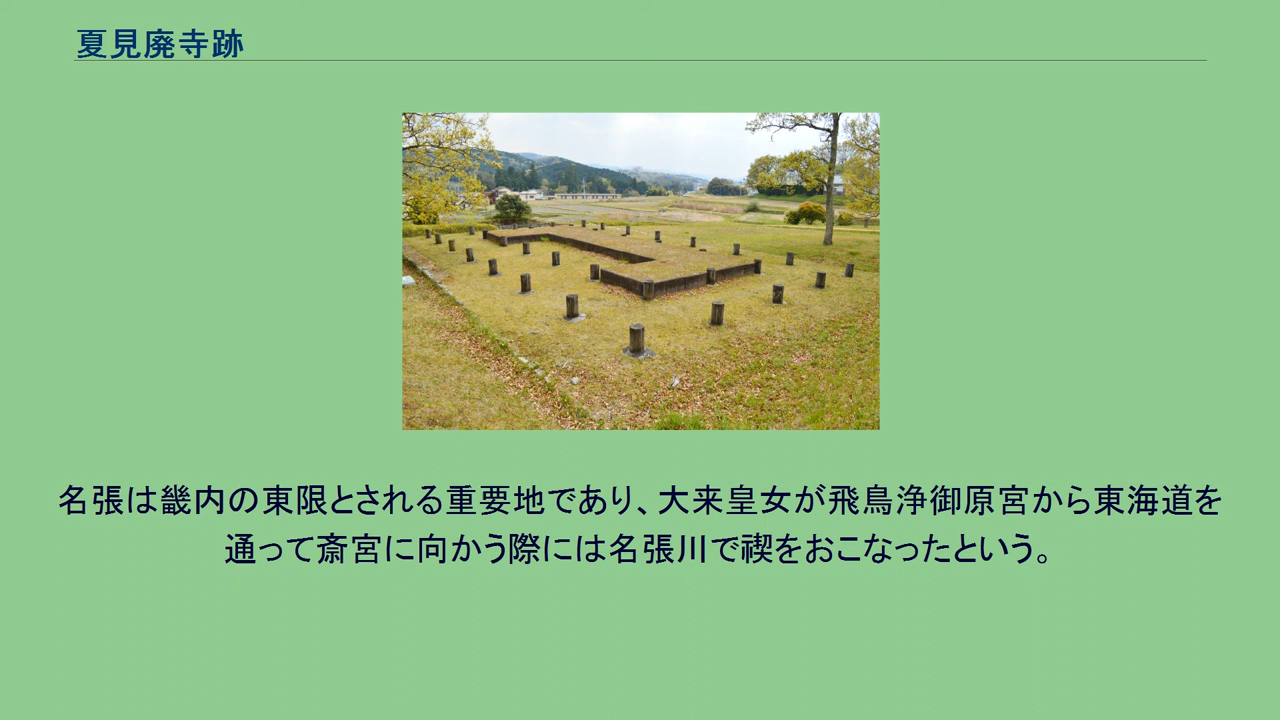 夏見廃寺跡
名張は畿内の東限とされる重要地であり、大来皇女が飛鳥浄御原宮から東海道を
通って斎宮に向かう際には名張川で禊をおこなったという。